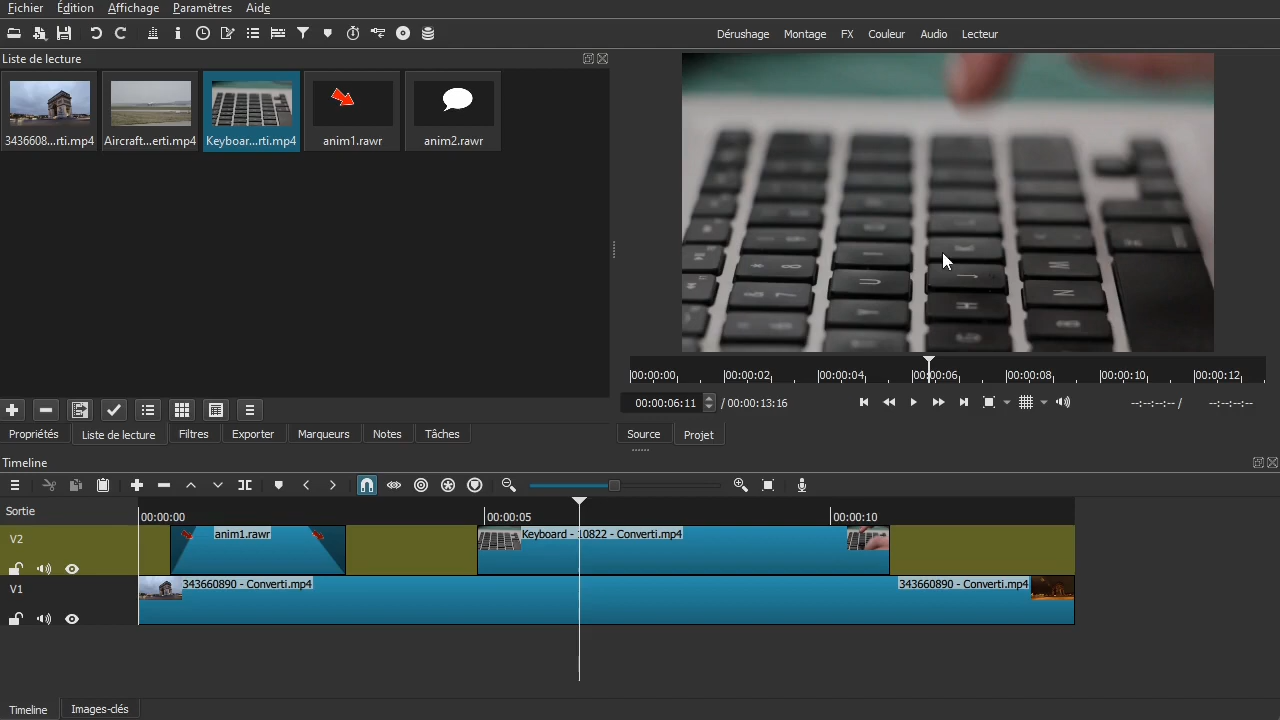 Fichier Édition Affichage Paramètres Aide
Dérushage Montage FX Couleur Audio Lecteur
Liste de lecture
3436608...rti.mp4 Aircraft...erti.mp4 Keyboar...rti.mp4 anim1.rawr anim2.rawr
00:00:00 00:00:02 00:00:04 00:00:06 00:00:08 00:00:10 00:00:12
00:00:06:11 / 00:00:13:16 --:--:--:-- / --:--:--:--
Propriétés Liste de lecture Filtres Exporter Marqueurs Notes Tâches
Source Projet
Timeline
Sortie 00:00:00 00:00:05 00:00:10
V2 anim1.rawr Keyboard - 10822 - Converti.mp4
V1 343660890 - Converti.mp4 343660890 - Converti.mp4
Timeline Images-clés